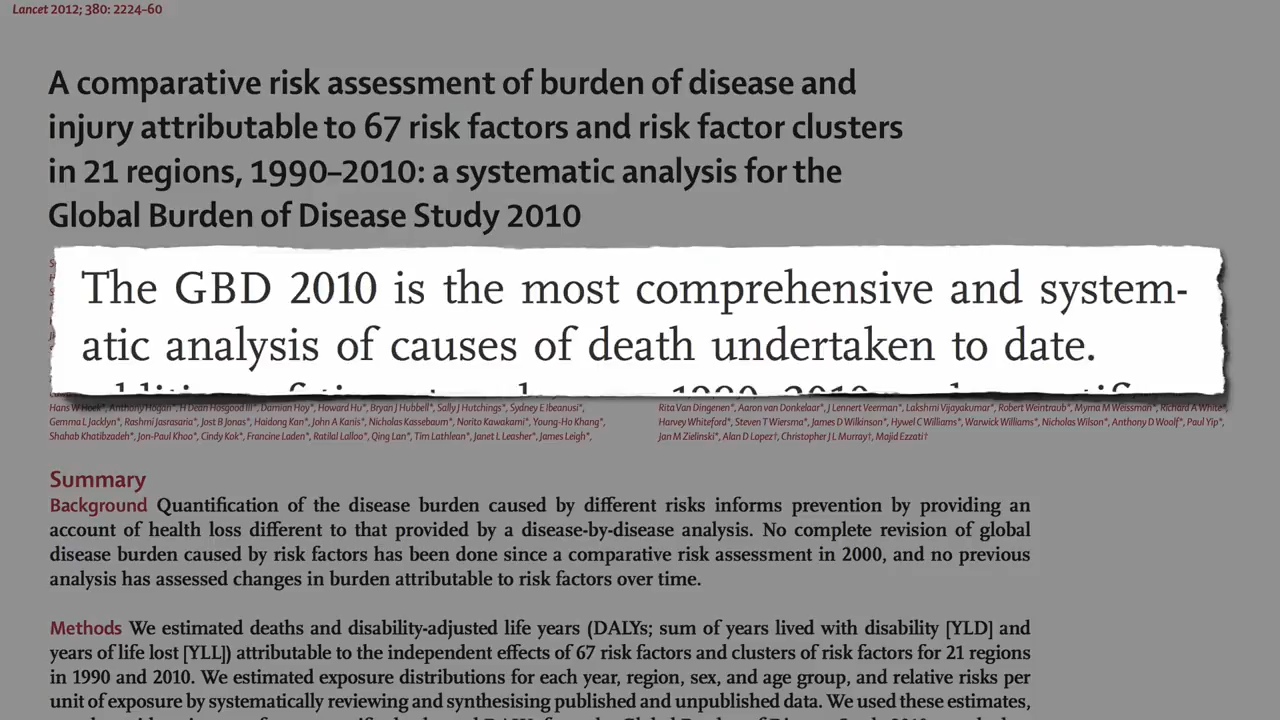 Lancet 2012; 380: 2224–60
A comparative risk assessment of burden of disease and
injury attributable to 67 risk factors and risk factor clusters
in 21 regions, 1990–2010: a systematic analysis for the
Global Burden of Disease Study 2010
The GBD 2010 is the most comprehensive and system-
atic analysis of causes of death undertaken to date.
Hans W Hoek*, Anthony Hogan*, H Dean Hosgood III*, Damian Hoy*, Howard Hu*, Bryan J Hubbell*, Sally J Hutchings*, Sydney E Ibeanusi*,
Gemma L Jacklyn*, Rashmi Jasrasaria*, Jost B Jonas*, Haidong Kan*, John A Kanis*, Nicholas Kassebaum*, Norito Kawakami*, Young-Ho Khang*,
Shahab Khatibzadeh*, Jon-Paul Khoo*, Cindy Kok*, Francine Laden*, Ratilal Lalloo*, Qing Lan*, Tim Lathlean*, Janet L Leasher*, James Leigh*,
Rita Van Dingenen*, Aaron van Donkelaar*, J Lennert Veerman*, Lakshmi Vijayakumar*, Robert Weintraub*, Myrna M Weissman*, Richard A White*,
Harvey Whiteford*, Steven T Wiersma*, James D Wilkinson*, Hywel C Williams*, Warwick Williams*, Nicholas Wilson*, Anthony D Woolf*, Paul Yip*,
Jan M Zielinski*, Alan D Lopez†, Christopher J L Murray†, Majid Ezzati†
Summary
Background Quantification of the disease burden caused by different risks informs prevention by providing an
account of health loss different to that provided by a disease-by-disease analysis. No complete revision of global
disease burden caused by risk factors has been done since a comparative risk assessment in 2000, and no previous
analysis has assessed changes in burden attributable to risk factors over time.
Methods We estimated deaths and disability-adjusted life years (DALYs; sum of years lived with disability [YLD] and
years of life lost [YLL]) attributable to the independent effects of 67 risk factors and clusters of risk factors for 21 regions
in 1990 and 2010. We estimated exposure distributions for each year, region, sex, and age group, and relative risks per
unit of exposure by systematically reviewing and synthesising published and unpublished data. We used these estimates,